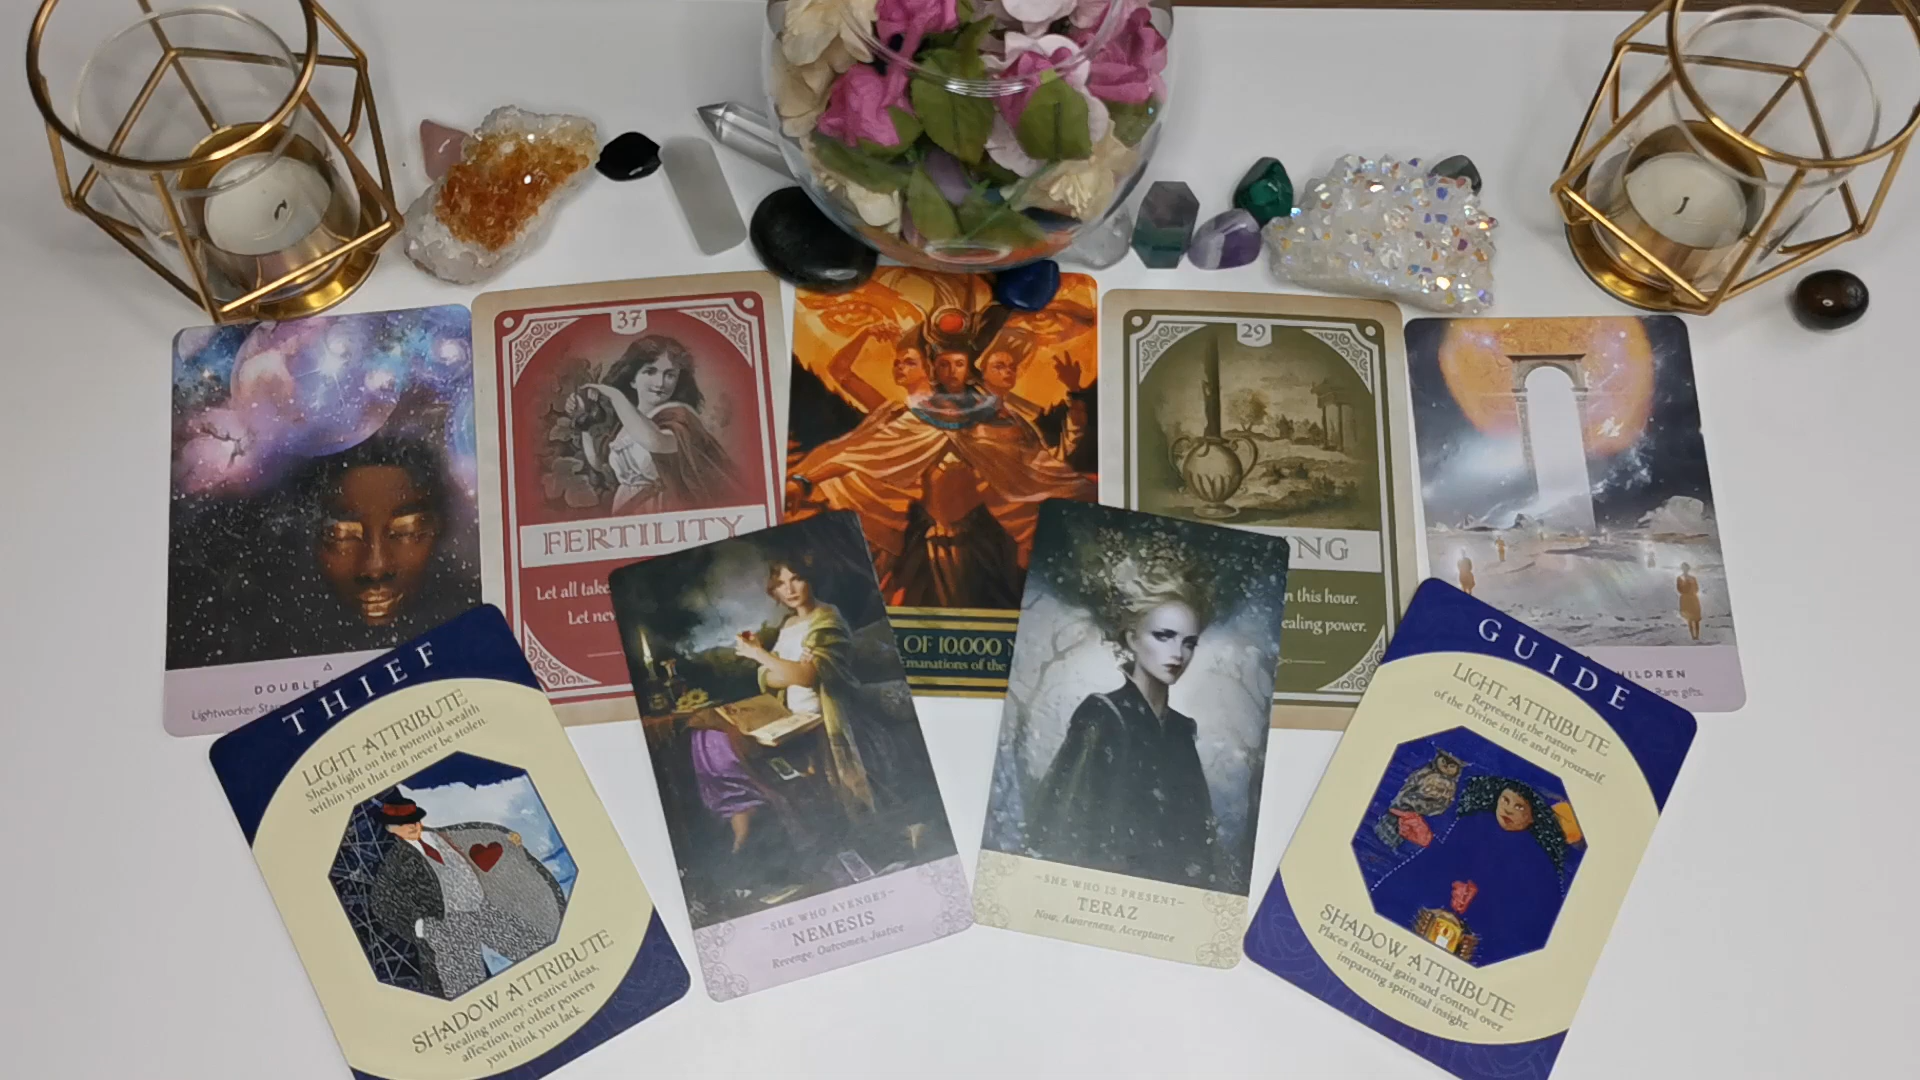 DOUBLE
Lightworker
37
FERTILITY
Let all take
Let nev
OF 10,000
Emanations of the
29
NG
n this hour.
ealing power.
HILDREN
Rare gifts.
THIEF
LIGHT ATTRIBUTE
Sheds light on the potential wealth
within you that can never be stolen.
SHADOW ATTRIBUTE
Stealing money, creative ideas,
affection, or other powers
you think you lack.
~SHE WHO AVENGES~
NEMESIS
Revenge, Outcomes, Justice
~SHE WHO IS PRESENT~
TERAZ
Now, Awareness, Acceptance
GUIDE
LIGHT ATTRIBUTE
Represents the nature
of the Divine in life and in yourself.
SHADOW ATTRIBUTE
Places financial gain and control over
imparting spiritual insight.